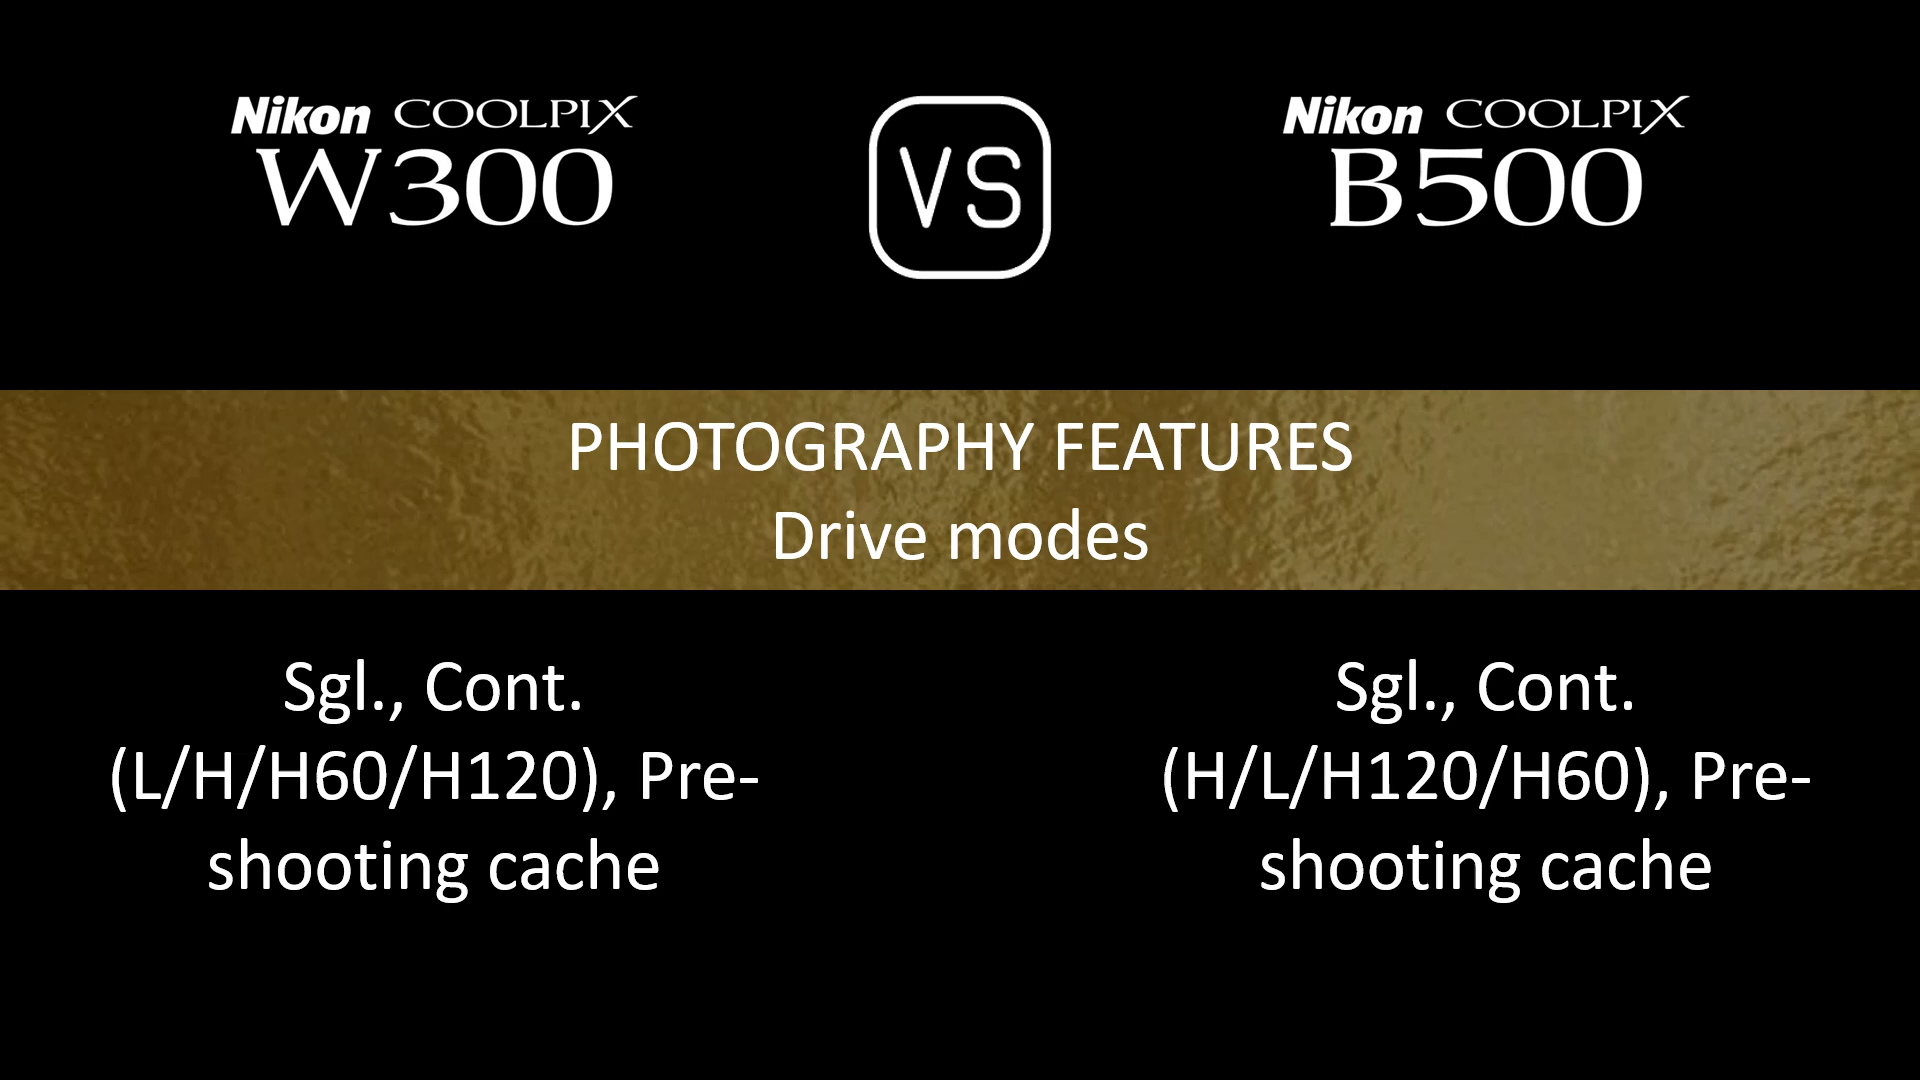 Nikon COOLPIX
W300
VS
Nikon COOLPIX
B500
PHOTOGRAPHY FEATURES
Drive modes
Sgl., Cont.
(L/H/H60/H120), Pre-
shooting cache
Sgl., Cont.
(H/L/H120/H60), Pre-
shooting cache